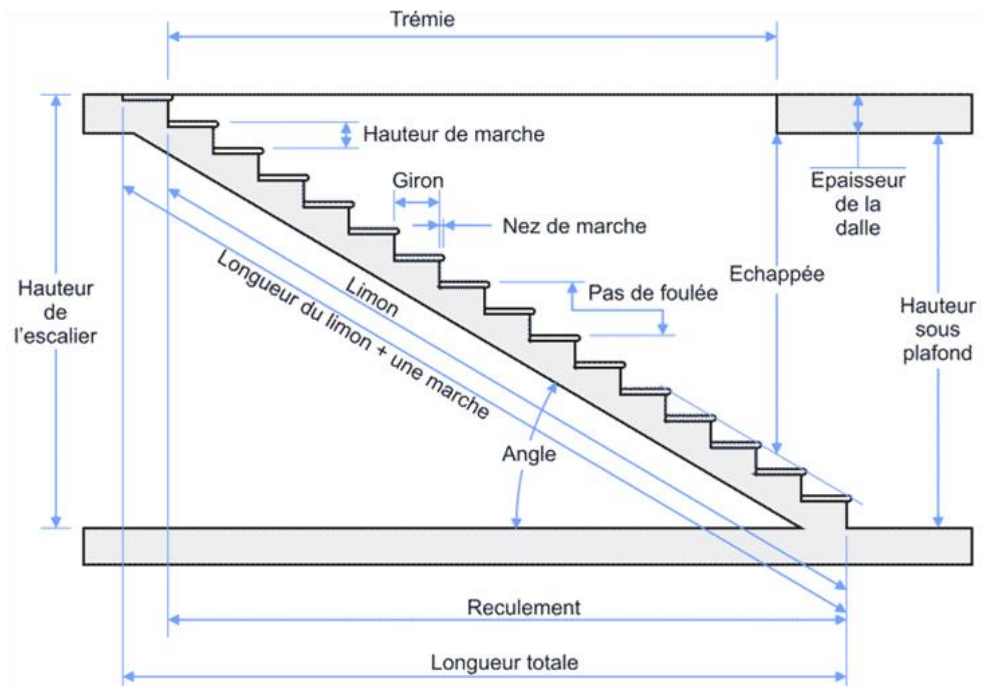 Trémie
Hauteur de marche
Giron
Nez de marche
Epaisseur
de la
dalle
Hauteur
de
l'escalier
Limon
Longueur du limon + une marche
Pas de foulée
Echappée
Hauteur
sous
plafond
Angle
Reculement
Longueur totale